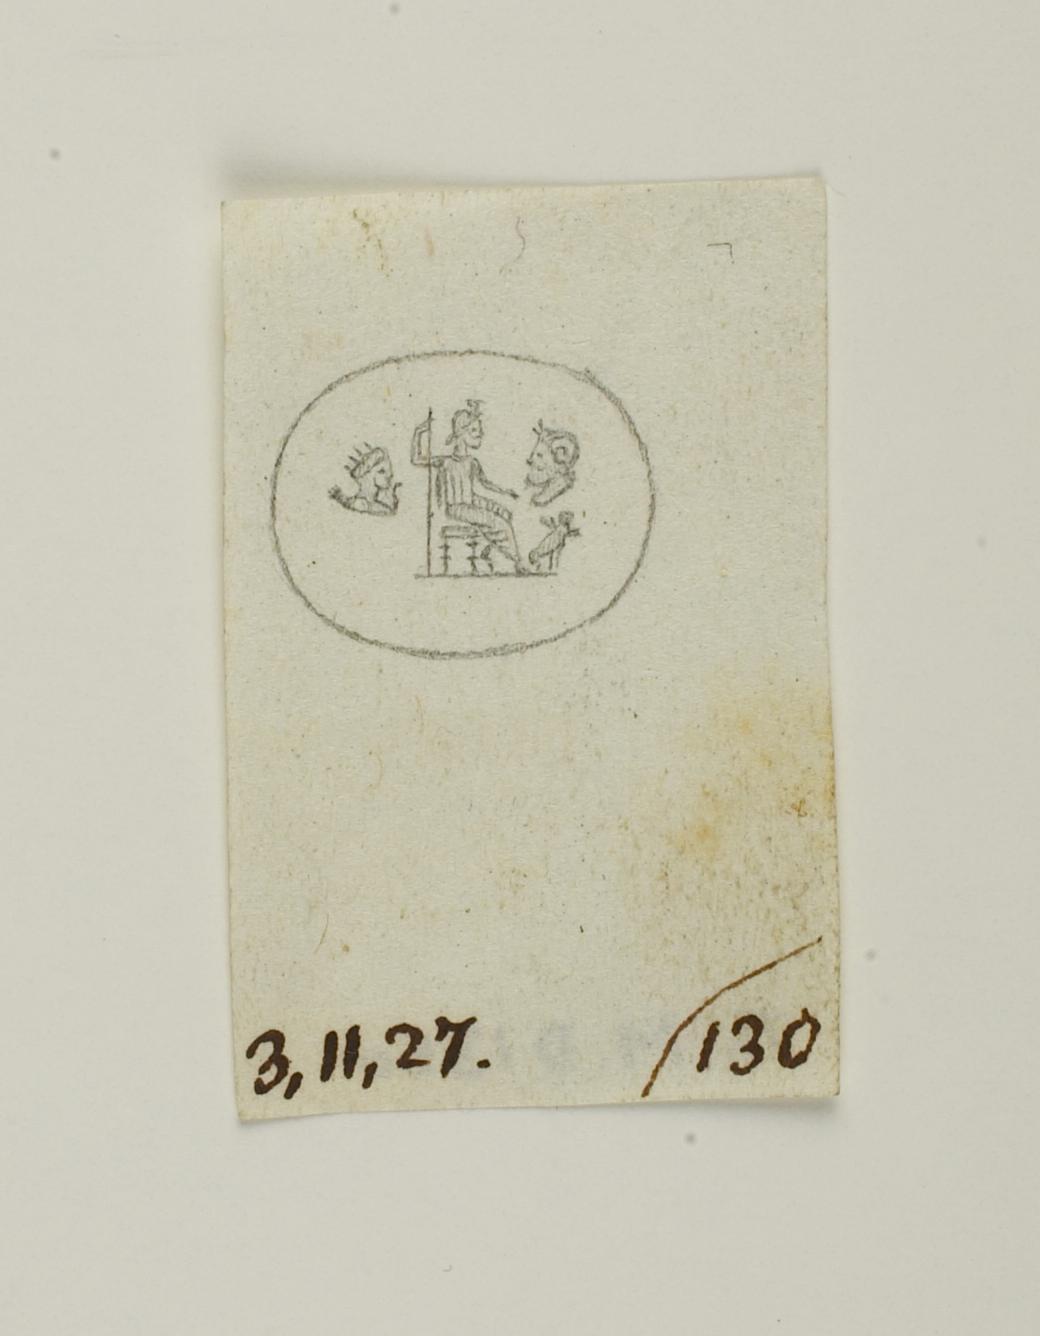 3, 11, 27. /130